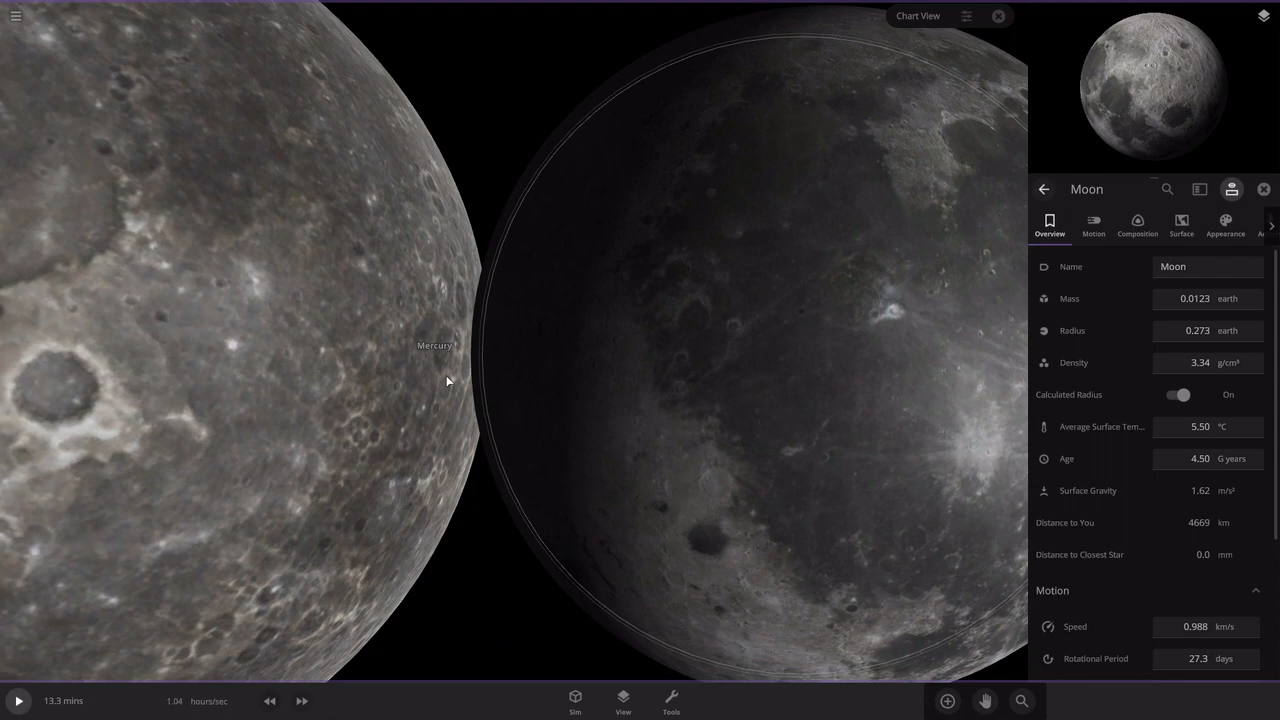 Chart View
Mercury
Moon
Overview
Motion
Composition
Surface
Appearance
Name Moon
Mass 0.0123 earth
Radius 0.273 earth
Density 3.34 g/cm³
Calculated Radius On
Average Surface Tem... 5.50 °C
Age 4.50 G years
Surface Gravity 1.62 m/s²
Distance to You 4669 km
Distance to Closest Star 0.0 mm
Motion
Speed 0.988 km/s
Rotational Period 27.3 days
13.3 mins
1.04 hours/sec
Sim
View
Tools